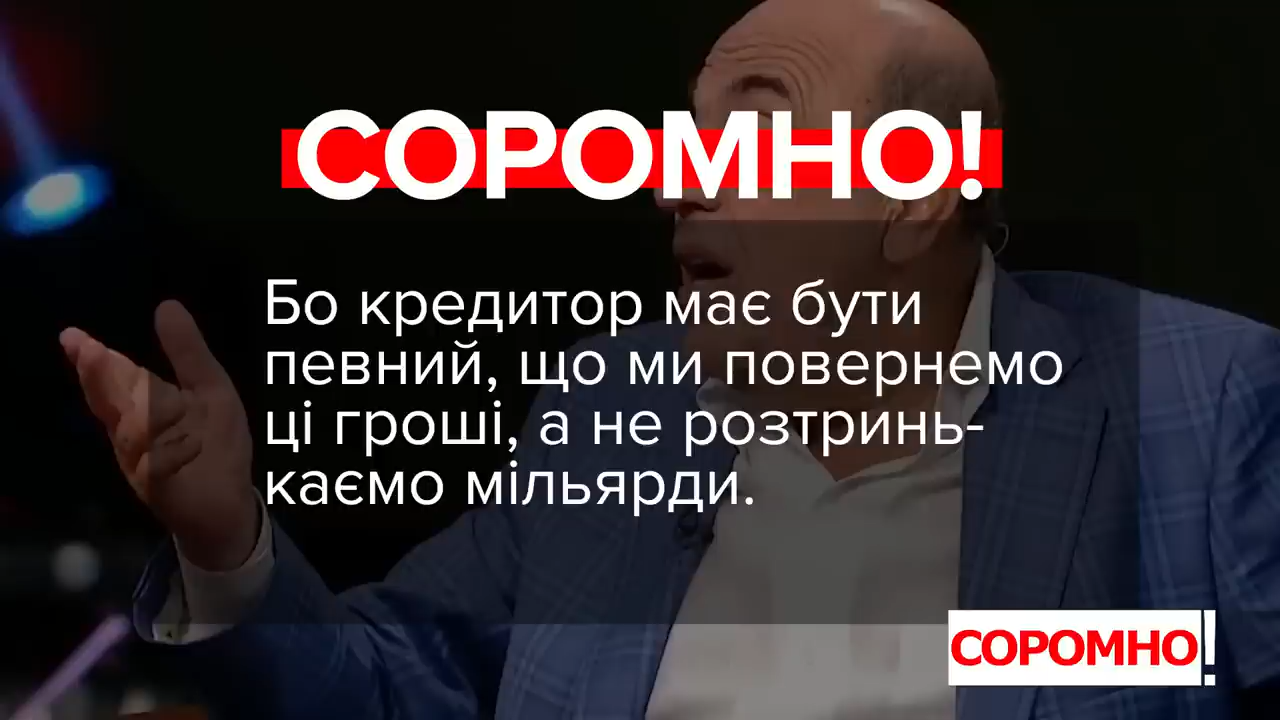 СОРОМНО!
Бо кредитор має бути
певний, що ми повернемо
ці гроші, а не розтринь-
каємо мільярди.
СОРОМНО!